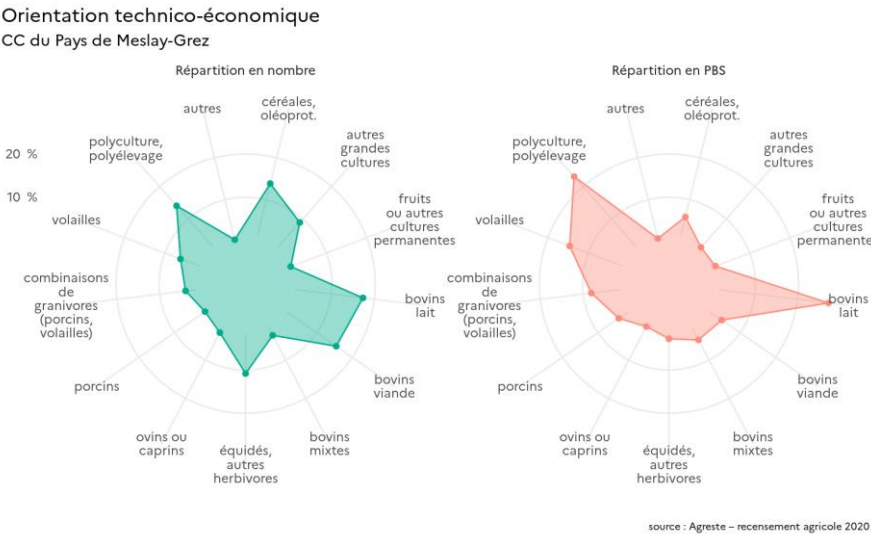 Orientation technico-économique
CC du Pays de Meslay-Grez
Répartition en nombre
autres
céréales,
oléoprot.
autres
grandes
cultures
fruits
ou autres
cultures
permanentes
bovins
lait
bovins
viande
bovins
mixtes
équidés,
autres
herbivores
ovins ou
caprins
porcins
combinaisons
de
granivores
(porcins,
volailles)
volailles
polyculture,
polyélevage
20 %
10 %
Répartition en PBS
autres
céréales,
oléoprot.
autres
grandes
cultures
fruits
ou autres
cultures
permanentes
bovins
lait
bovins
viande
bovins
mixtes
équidés,
autres
herbivores
ovins ou
caprins
porcins
combinaisons
de
granivores
(porcins,
volailles)
volailles
polyculture,
polyélevage
source : Agreste – recensement agricole 2020